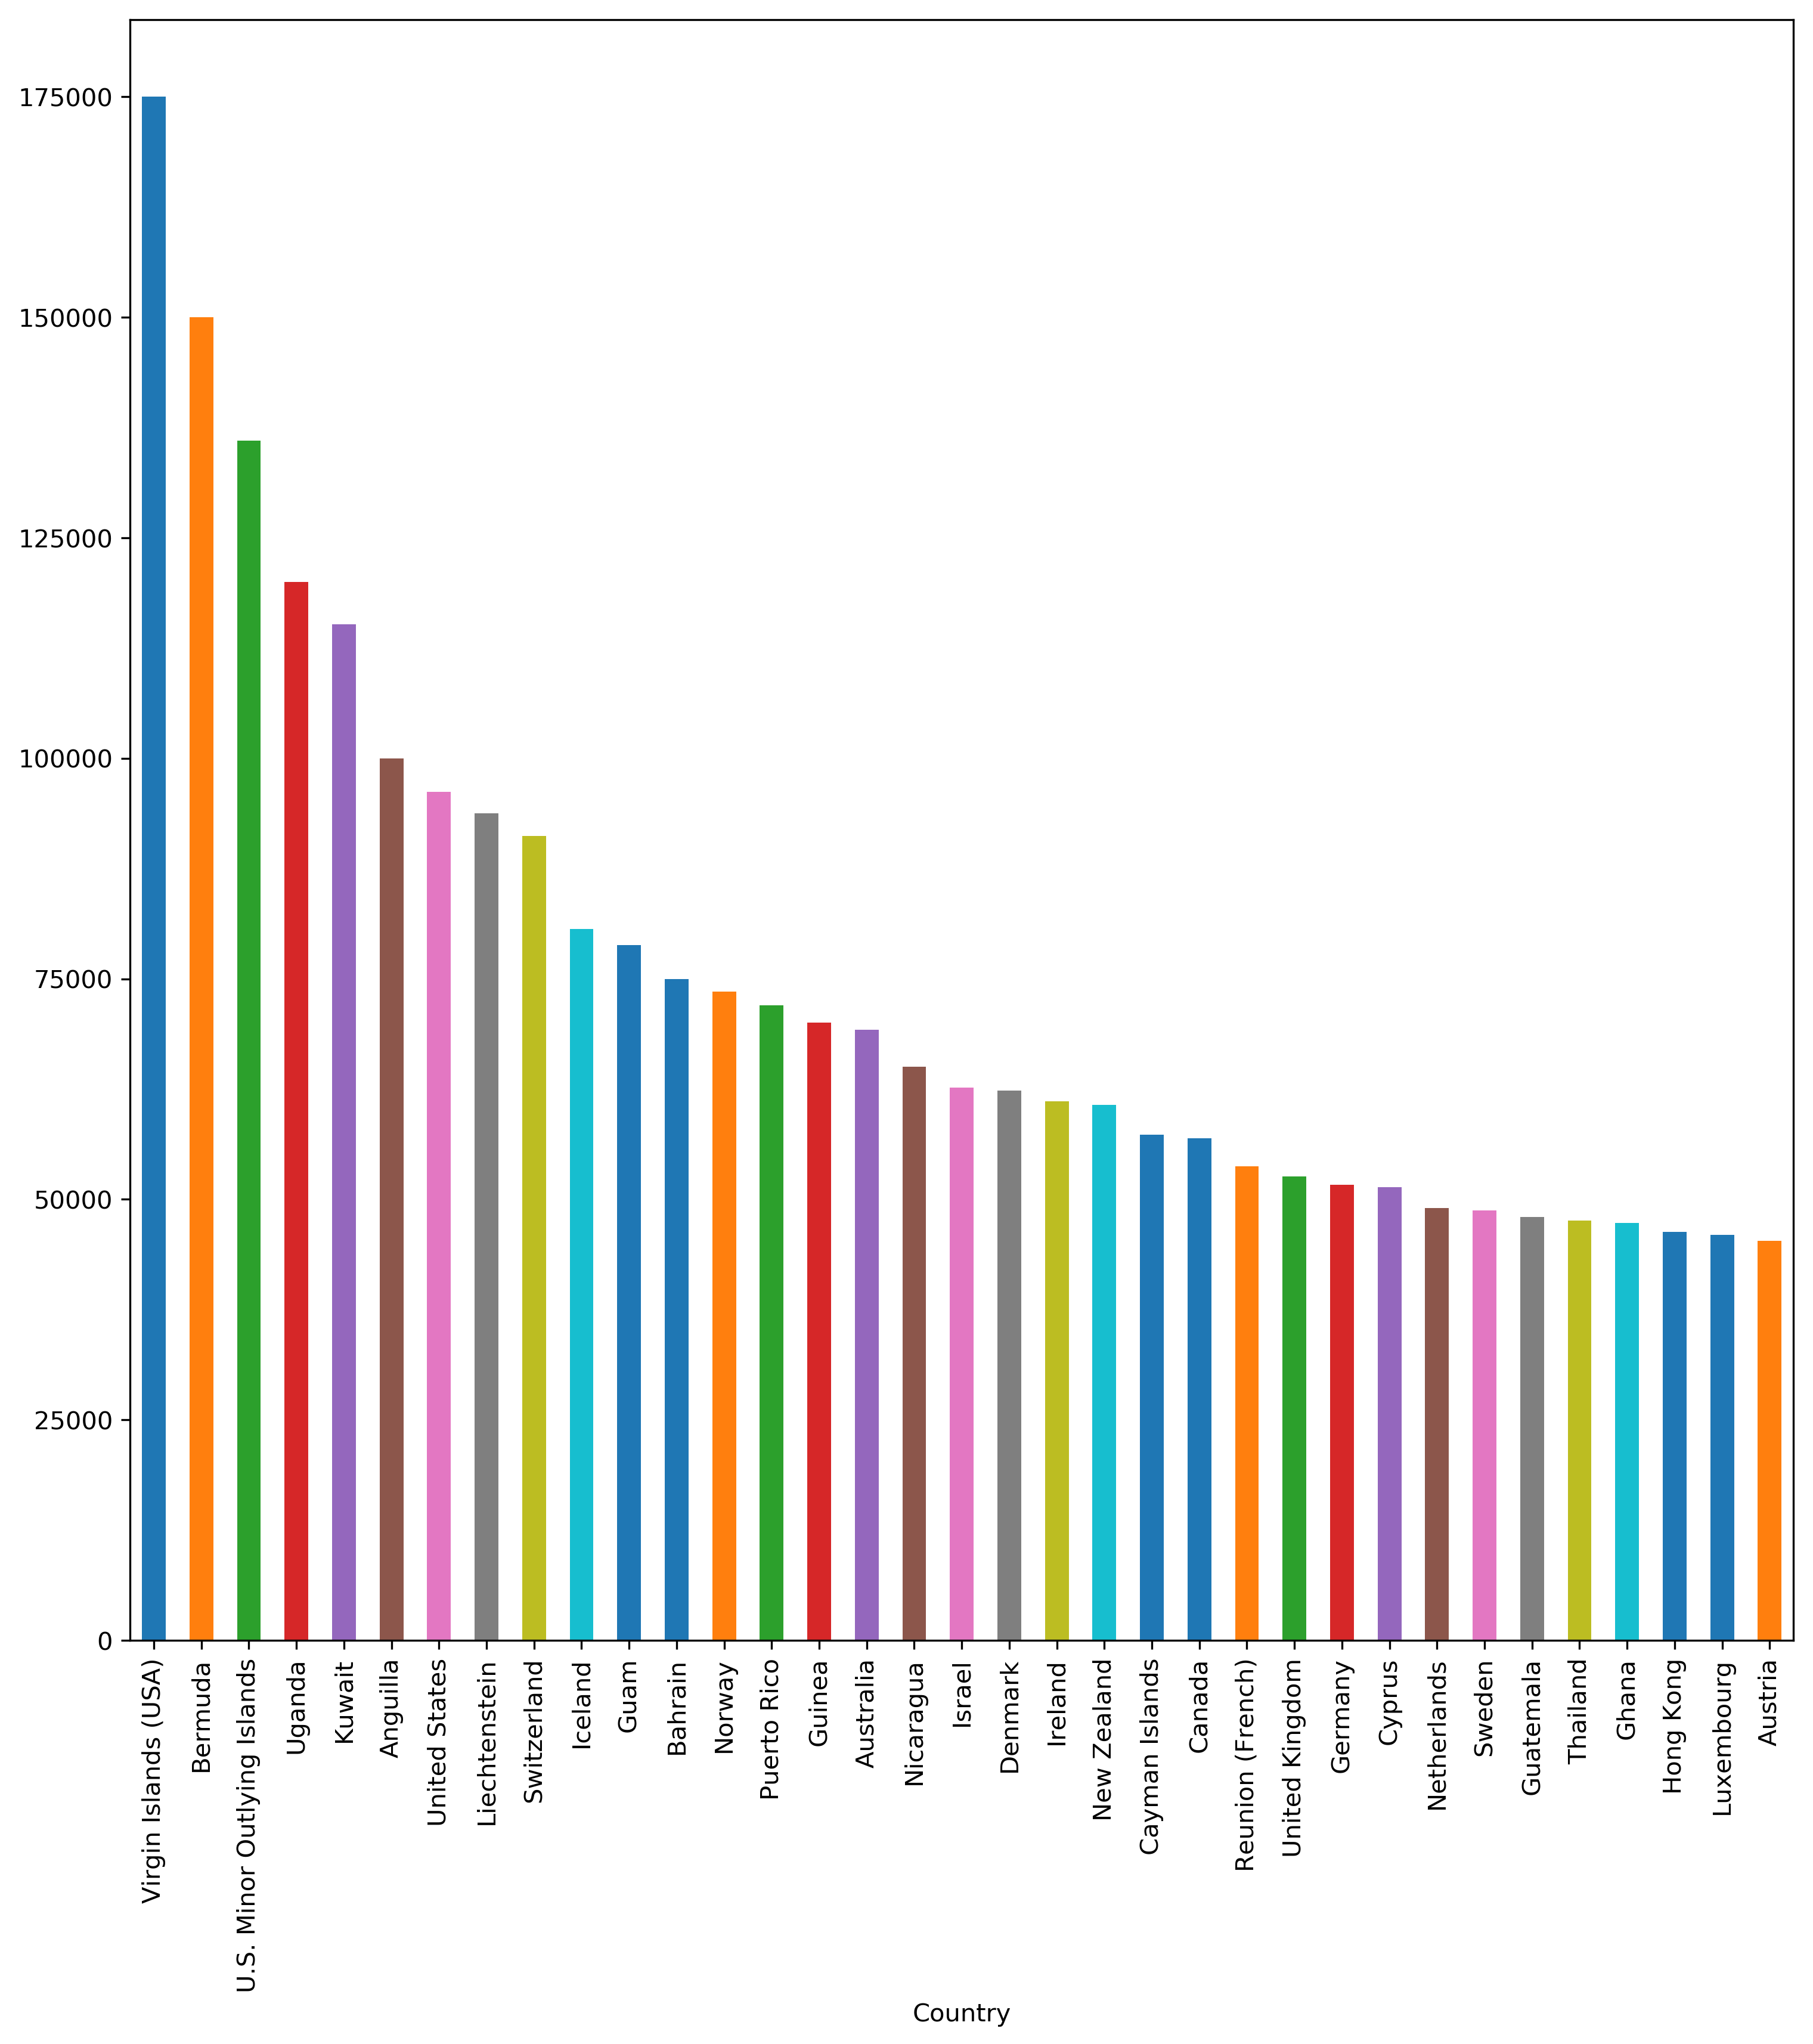 175000
150000
125000
100000
75000
50000
25000
0
Virgin Islands (USA)
Bermuda
U.S. Minor Outlying Islands
Uganda
Kuwait
Anguilla
United States
Liechtenstein
Switzerland
Iceland
Guam
Bahrain
Norway
Puerto Rico
Guinea
Australia
Nicaragua
Israel
Denmark
Ireland
New Zealand
Cayman Islands
Canada
Reunion (French)
United Kingdom
Germany
Cyprus
Netherlands
Sweden
Guatemala
Thailand
Ghana
Hong Kong
Luxembourg
Austria
Country